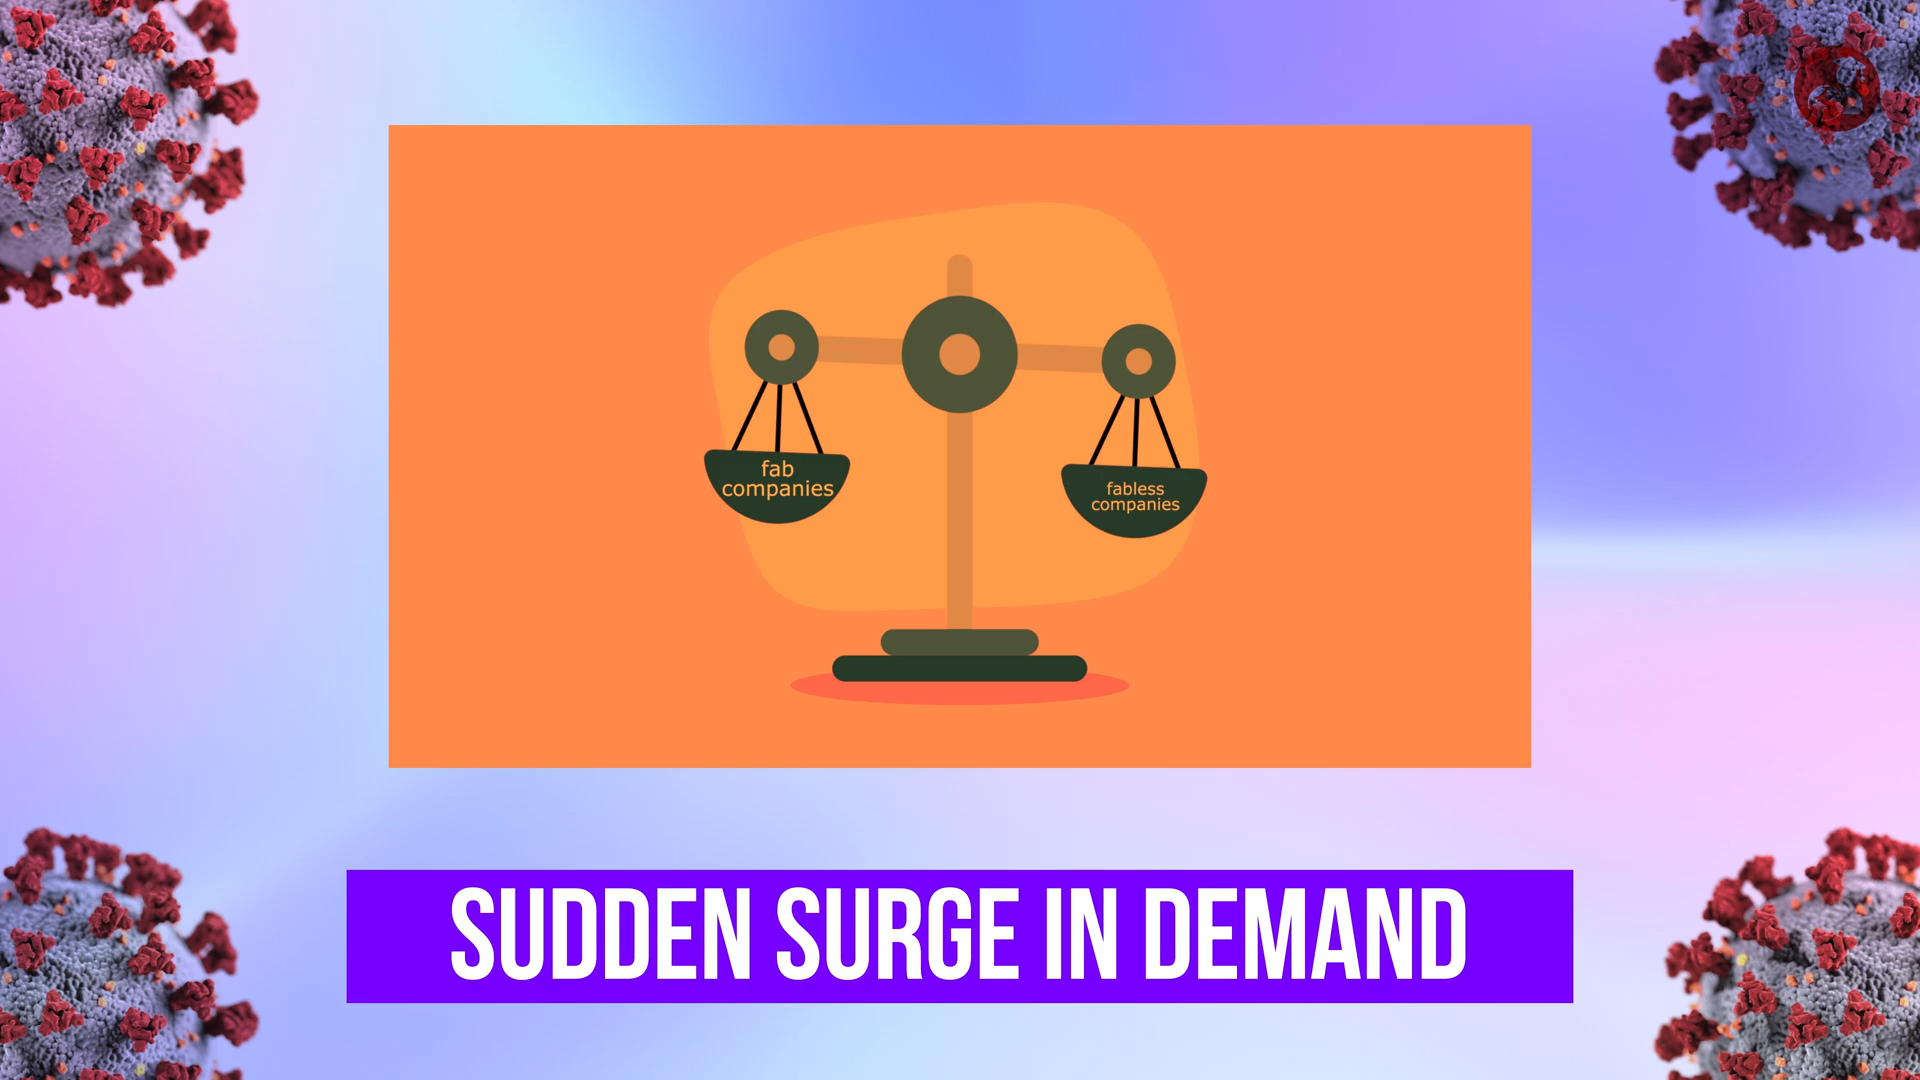 fab
companies
fabless
companies
SUDDEN SURGE IN DEMAND